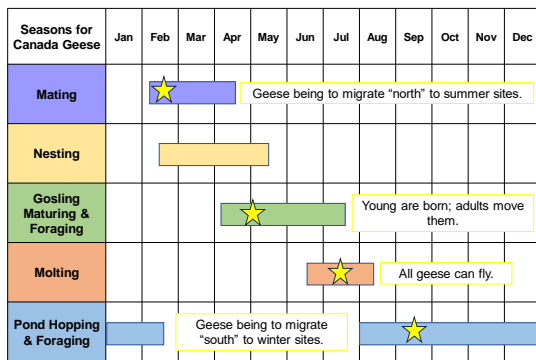 Seasons for
Canada Geese
Jan Feb Mar Apr May Jun Jul Aug Sep Oct Nov Dec
Mating
Geese being to migrate “north” to summer sites.
Nesting
Gosling
Maturing &
Foraging
Young are born; adults move
them.
Molting
All geese can fly.
Pond Hopping
& Foraging
Geese being to migrate
“south” to winter sites.